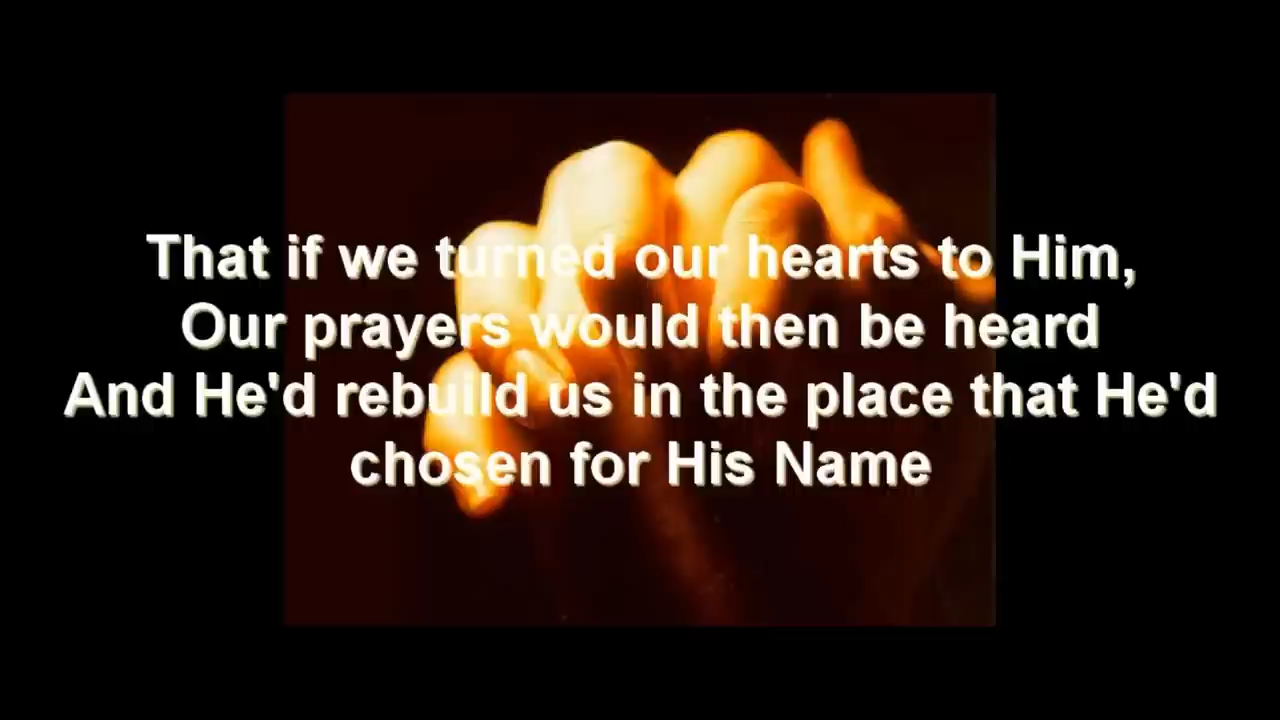 That if we turned our hearts to Him,
Our prayers would then be heard
And He'd rebuild us in the place that He'd
chosen for His Name